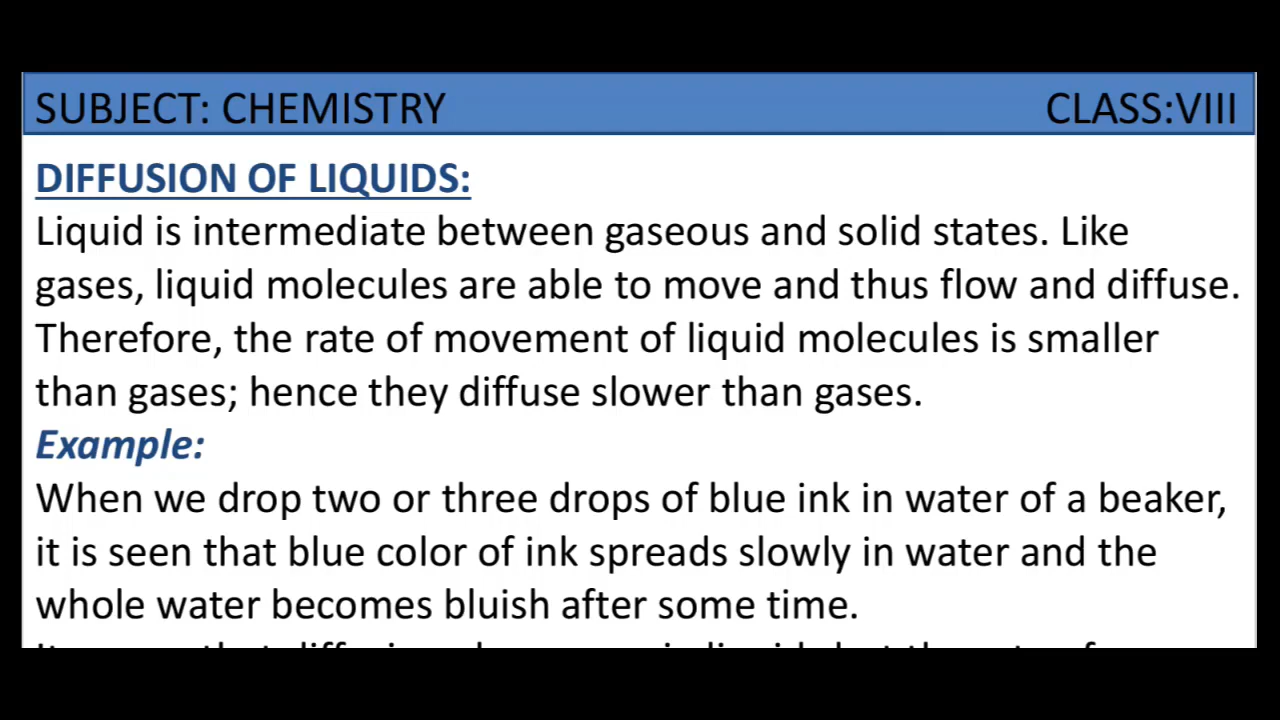 SUBJECT: CHEMISTRY CLASS:VIII
DIFFUSION OF LIQUIDS:
Liquid is intermediate between gaseous and solid states. Like
gases, liquid molecules are able to move and thus flow and diffuse.
Therefore, the rate of movement of liquid molecules is smaller
than gases; hence they diffuse slower than gases.
Example:
When we drop two or three drops of blue ink in water of a beaker,
it is seen that blue color of ink spreads slowly in water and the
whole water becomes bluish after some time.